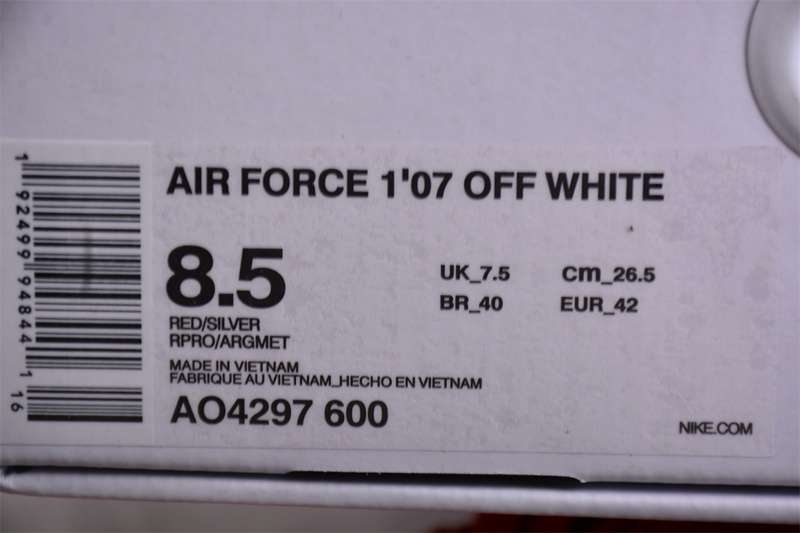 AIR FORCE 1'07 OFF WHITE
8.5
UK_7.5 cm_26.5
BR_40 EUR_42
RED/SILVER
RPRO/ARGMET
MADE IN VIETNAM
FABRIQUE AU VIETNAM_HECHO EN VIETNAM
AO4297 600
NIKE.COM
1 92499 94844 1 16